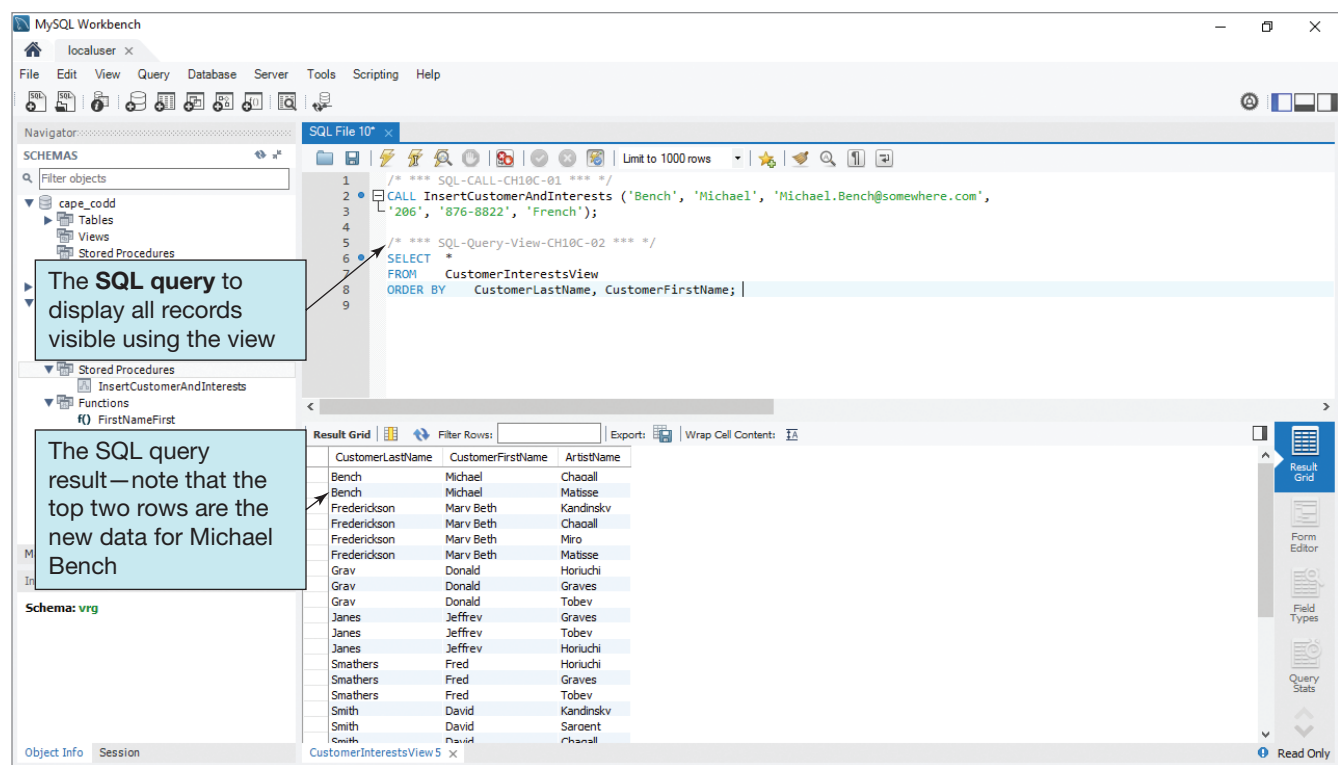 MySQL Workbench
localuser ×
File Edit View Query Database Server Tools Scripting Help
Navigator
SQL File 10* ×
SCHEMAS
Filter objects
Limit to 1000 rows
cape_codd
Tables
Views
Stored Procedures
1 /* *** SQL-CALL-CH10C-01 *** */
2 CALL InsertCustomerAndInterests ('Bench', 'Michael', 'Michael.Bench@somewhere.com',
3 '206', '876-8822', 'French');
4
5 /* *** SQL-Query-View-CH10C-02 *** */
6 SELECT *
7 FROM CustomerInterestsView
8 ORDER BY CustomerLastName, CustomerFirstName;
9
The SQL query to
display all records
visible using the view
Stored Procedures
InsertCustomerAndInterests
Functions
f() FirstNameFirst
The SQL query
result—note that the
top two rows are the
new data for Michael
Bench
Schema: vrg
Object Info Session
Result Grid Filter Rows: Export: Wrap Cell Content:
CustomerLastName CustomerFirstName ArtistName
Bench Michael Chagall
Bench Michael Matisse
Frederickson Mary Beth Kandinsky
Frederickson Mary Beth Chagall
Frederickson Mary Beth Miro
Frederickson Mary Beth Matisse
Gray Donald Horiuchi
Gray Donald Graves
Gray Donald Tobey
Janes Jeffrey Graves
Janes Jeffrey Tobey
Janes Jeffrey Horiuchi
Smathers Fred Horiuchi
Smathers Fred Graves
Smathers Fred Tobey
Smith David Kandinsky
Smith David Sargent
Smith David Chagall
CustomerInterestsView 5 ×
Result
Grid
Form
Editor
Field
Types
Query
Stats
Read Only